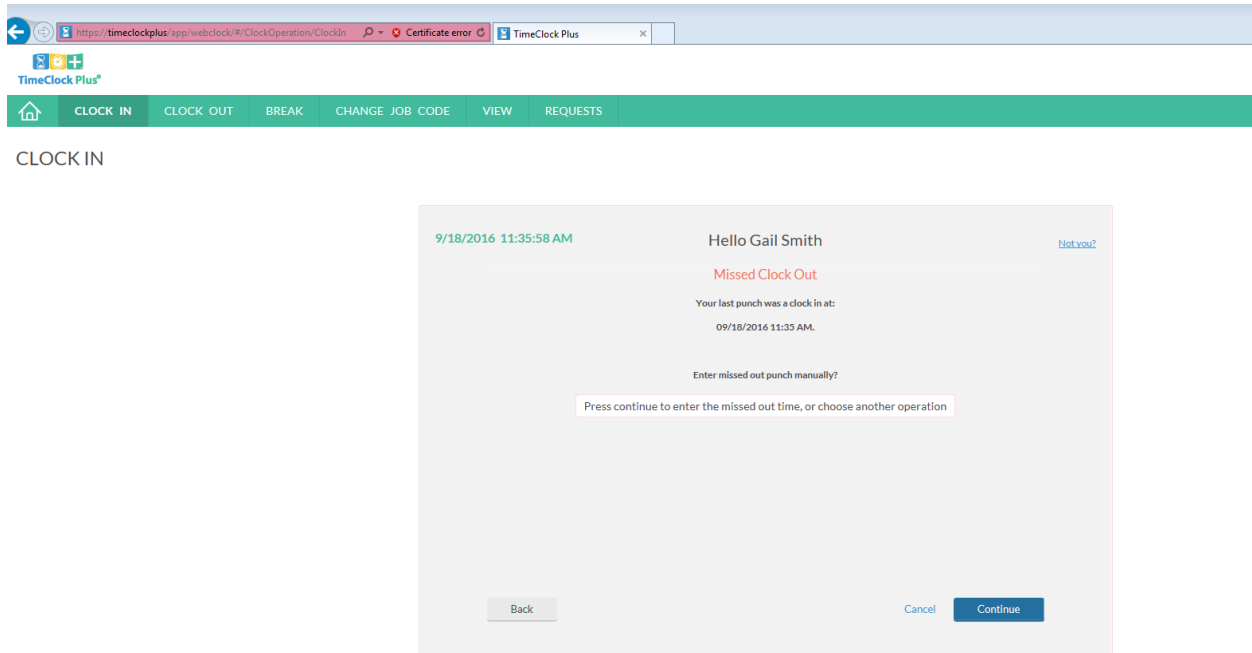 https://timeclockplus/app/webclock/#/ClockOperation/ClockIn Certificate error TimeClock Plus
TimeClock Plus®
CLOCK IN CLOCK OUT BREAK CHANGE JOB CODE VIEW REQUESTS
CLOCK IN
9/18/2016 11:35:58 AM Hello Gail Smith Not you?
Missed Clock Out
Your last punch was a clock in at:
09/18/2016 11:35 AM.
Enter missed out punch manually?
Press continue to enter the missed out time, or choose another operation
Back Cancel Continue